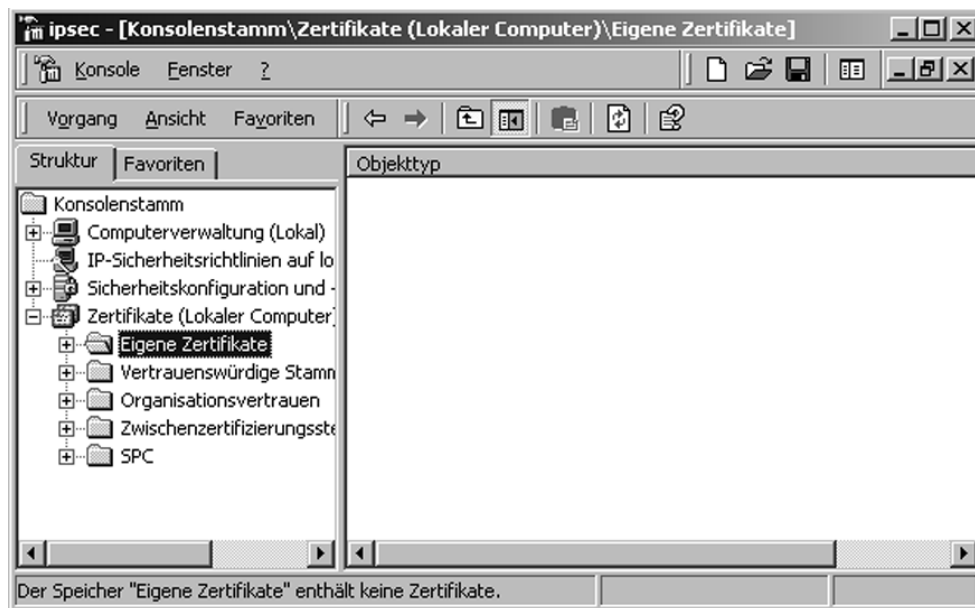 ipsec - [Konsolenstamm\Zertifikate (Lokaler Computer)\Eigene Zertifikate]
Konsole Fenster ?
Vorgang Ansicht Favoriten
Struktur Favoriten
Objekttyp
Konsolenstamm
Computerverwaltung (Lokal)
IP-Sicherheitsrichtlinien auf lo
Sicherheitskonfiguration und -
Zertifikate (Lokaler Computer)
Eigene Zertifikate
Vertrauenswürdige Stamm
Organisationsvertrauen
Zwischenzertifizierungsste
SPC
Der Speicher "Eigene Zertifikate" enthält keine Zertifikate.